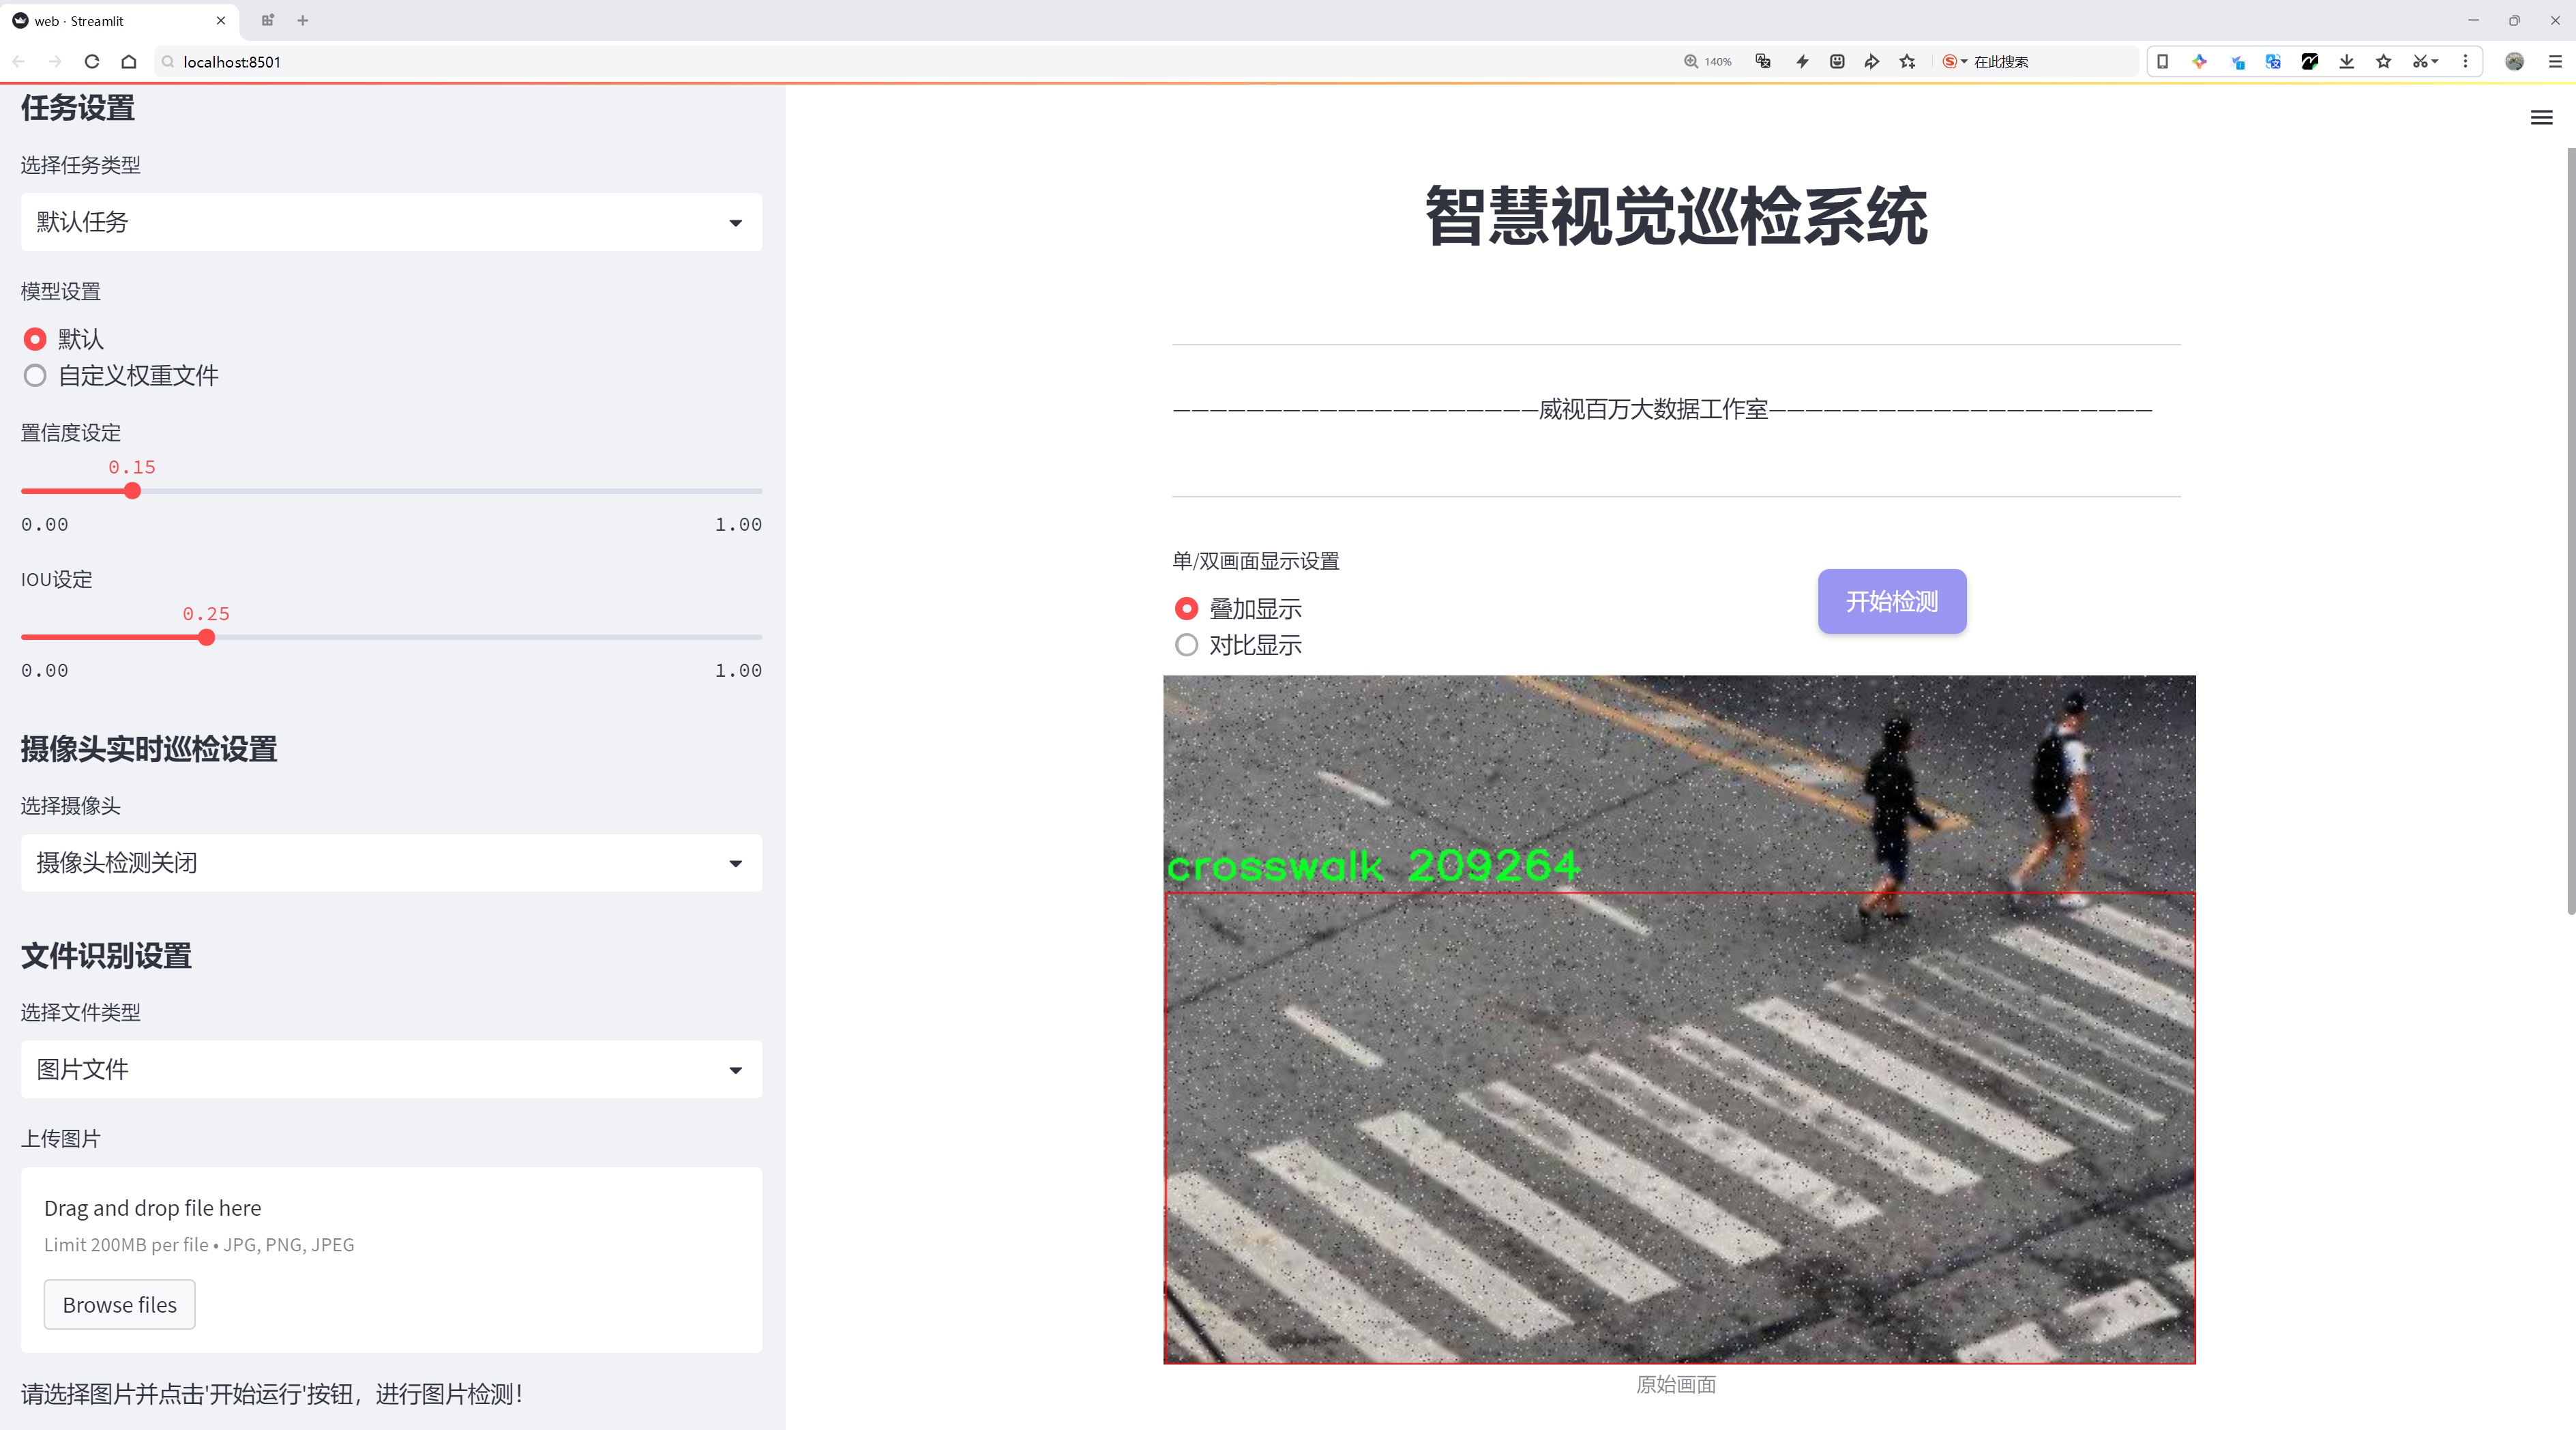 web · Streamlit
localhost:8501
140%
在此搜索
任务设置
选择任务类型
默认任务
模型设置
默认
自定义权重文件
置信度设定
0.15
0.00 1.00
IOU设定
0.25
0.00 1.00
摄像头实时巡检设置
选择摄像头
摄像头检测关闭
文件识别设置
选择文件类型
图片文件
上传图片
Drag and drop file here
Limit 200MB per file • JPG, PNG, JPEG
Browse files
请选择图片并点击'开始运行'按钮，进行图片检测！
智慧视觉巡检系统
————————————————————威视百万大数据工作室—————————————————————
单/双画面显示设置
叠加显示
对比显示
开始检测
crosswalk 209264
原始画面